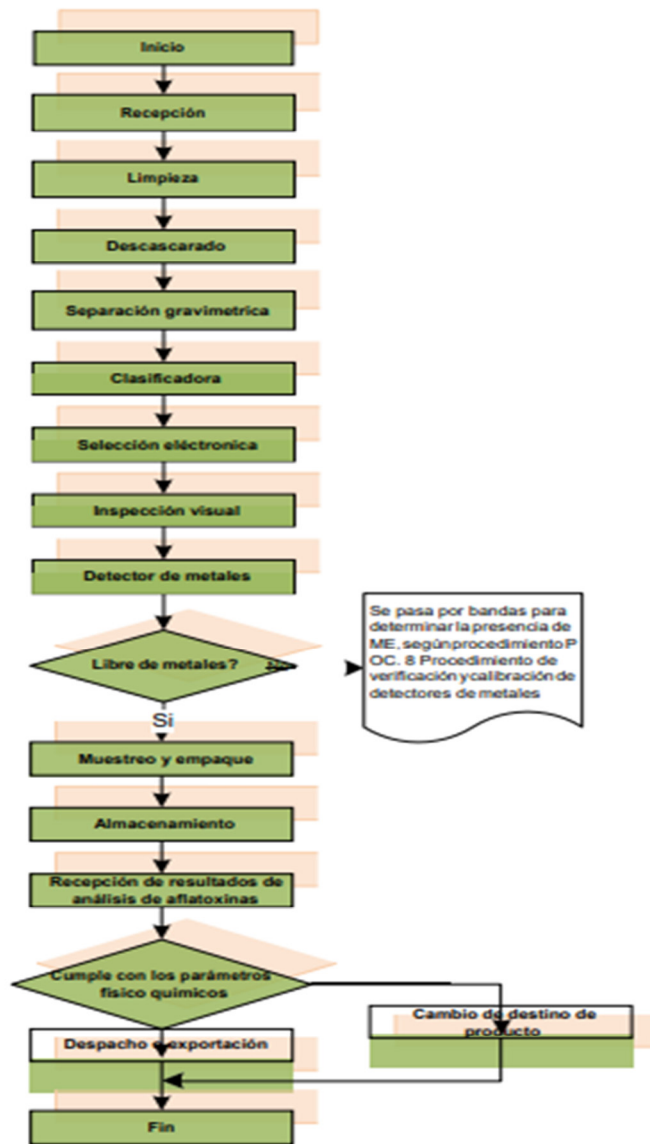 Inicio
Recepción
Limpieza
Descascarado
Separación gravimetrica
Clasificadora
Selección eléctronica
Inspección visual
Detector de metales
Libre de metales?
No
Se pasa por bandas para
determinar la presencia de
ME, según procedimiento P
OC. 8 Procedimiento de
verificación y calibración de
detectores de metales
Si
Muestreo y empaque
Almacenamiento
Recepción de resultados de
análisis de aflatoxinas
Cumple con los parámetros
físico químicos
Cambio de destino de
producto
Despacho o exportación
Fin